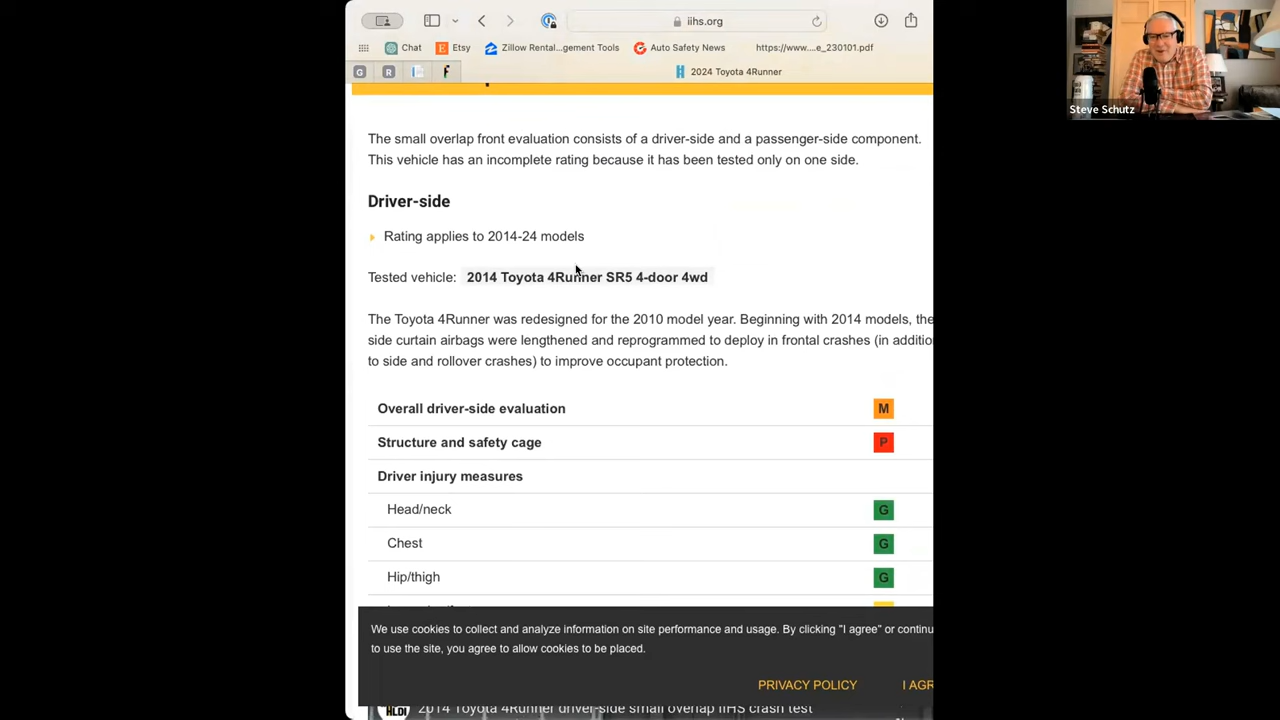 iihs.org
Chat
Etsy
Zillow Rental...gement Tools
Auto Safety News
https://www....e_230101.pdf
G
R
2024 Toyota 4Runner
Steve Schutz
The small overlap front evaluation consists of a driver-side and a passenger-side component.
This vehicle has an incomplete rating because it has been tested only on one side.
Driver-side
Rating applies to 2014-24 models
Tested vehicle: 2014 Toyota 4Runner SR5 4-door 4wd
The Toyota 4Runner was redesigned for the 2010 model year. Beginning with 2014 models, the
side curtain airbags were lengthened and reprogrammed to deploy in frontal crashes (in additio
to side and rollover crashes) to improve occupant protection.
Overall driver-side evaluation M
Structure and safety cage P
Driver injury measures
Head/neck G
Chest G
Hip/thigh G
We use cookies to collect and analyze information on site performance and usage. By clicking "I agree" or continu
to use the site, you agree to allow cookies to be placed.
PRIVACY POLICY
I AGR
HLDI
2014 Toyota 4Runner driver-side small overlap IIHS crash test